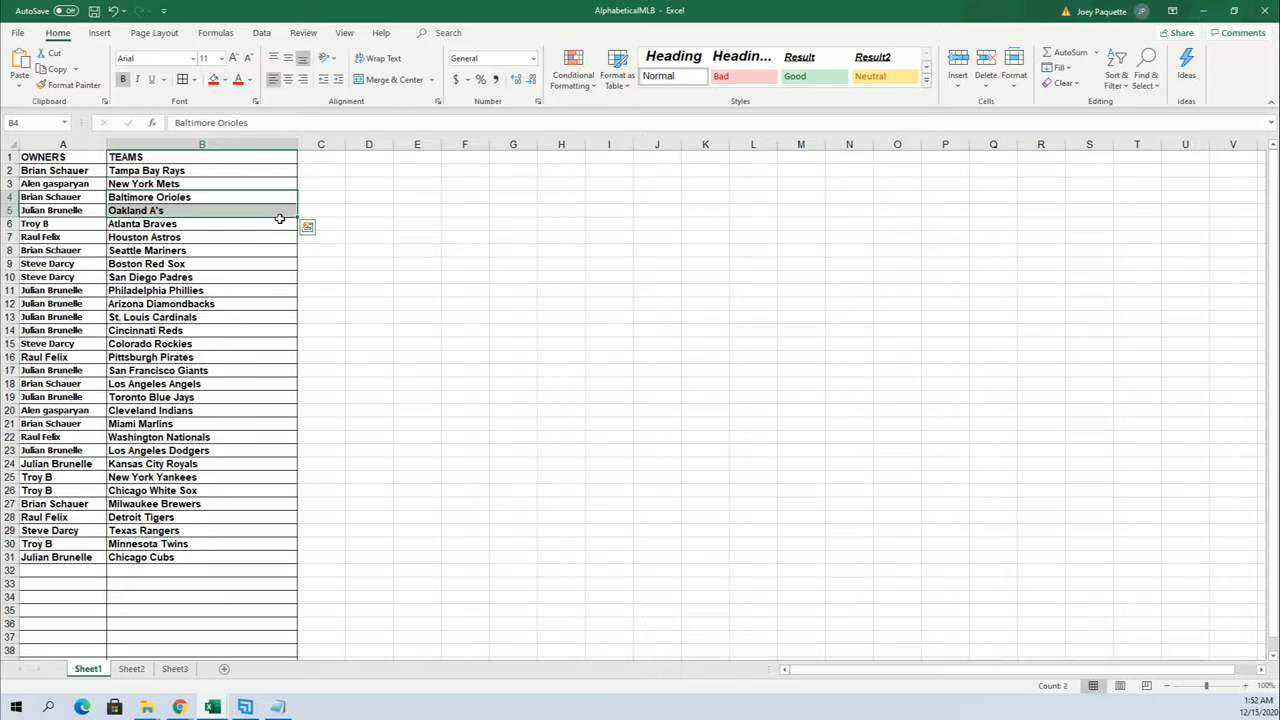 AutoSave Off AlphabeticalMLB - Excel Joey Paquette JP
File Home Insert Page Layout Formulas Data Review View Help Search Share Comments
Paste Cut Copy Format Painter Clipboard
Arial 11 A A B I U A Font
Wrap Text Merge & Center Alignment
General $ % , Number
Conditional Formatting Format as Table
Heading Headin... Result Result2
Normal Bad Good Neutral Styles
Insert Delete Format Cells
AutoSum Fill Clear Sort & Filter Find & Select Editing
Ideas Ideas
B4 fx Baltimore Orioles
A B C D E F G H I J K L M N O P Q R S T U V
1 OWNERS TEAMS
2 Brian Schauer Tampa Bay Rays
3 Alen gasparyan New York Mets
4 Brian Schauer Baltimore Orioles
5 Julian Brunelle Oakland A's
6 Troy B Atlanta Braves
7 Raul Felix Houston Astros
8 Brian Schauer Seattle Mariners
9 Steve Darcy Boston Red Sox
10 Steve Darcy San Diego Padres
11 Julian Brunelle Philadelphia Phillies
12 Julian Brunelle Arizona Diamondbacks
13 Julian Brunelle St. Louis Cardinals
14 Julian Brunelle Cincinnati Reds
15 Steve Darcy Colorado Rockies
16 Raul Felix Pittsburgh Pirates
17 Julian Brunelle San Francisco Giants
18 Brian Schauer Los Angeles Angels
19 Julian Brunelle Toronto Blue Jays
20 Alen gasparyan Cleveland Indians
21 Brian Schauer Miami Marlins
22 Raul Felix Washington Nationals
23 Julian Brunelle Los Angeles Dodgers
24 Julian Brunelle Kansas City Royals
25 Troy B New York Yankees
26 Troy B Chicago White Sox
27 Brian Schauer Milwaukee Brewers
28 Raul Felix Detroit Tigers
29 Steve Darcy Texas Rangers
30 Troy B Minnesota Twins
31 Julian Brunelle Chicago Cubs
32
33
34
35
36
37
38
Sheet1 Sheet2 Sheet3
Count: 2 100%
1:52 AM
12/15/2020